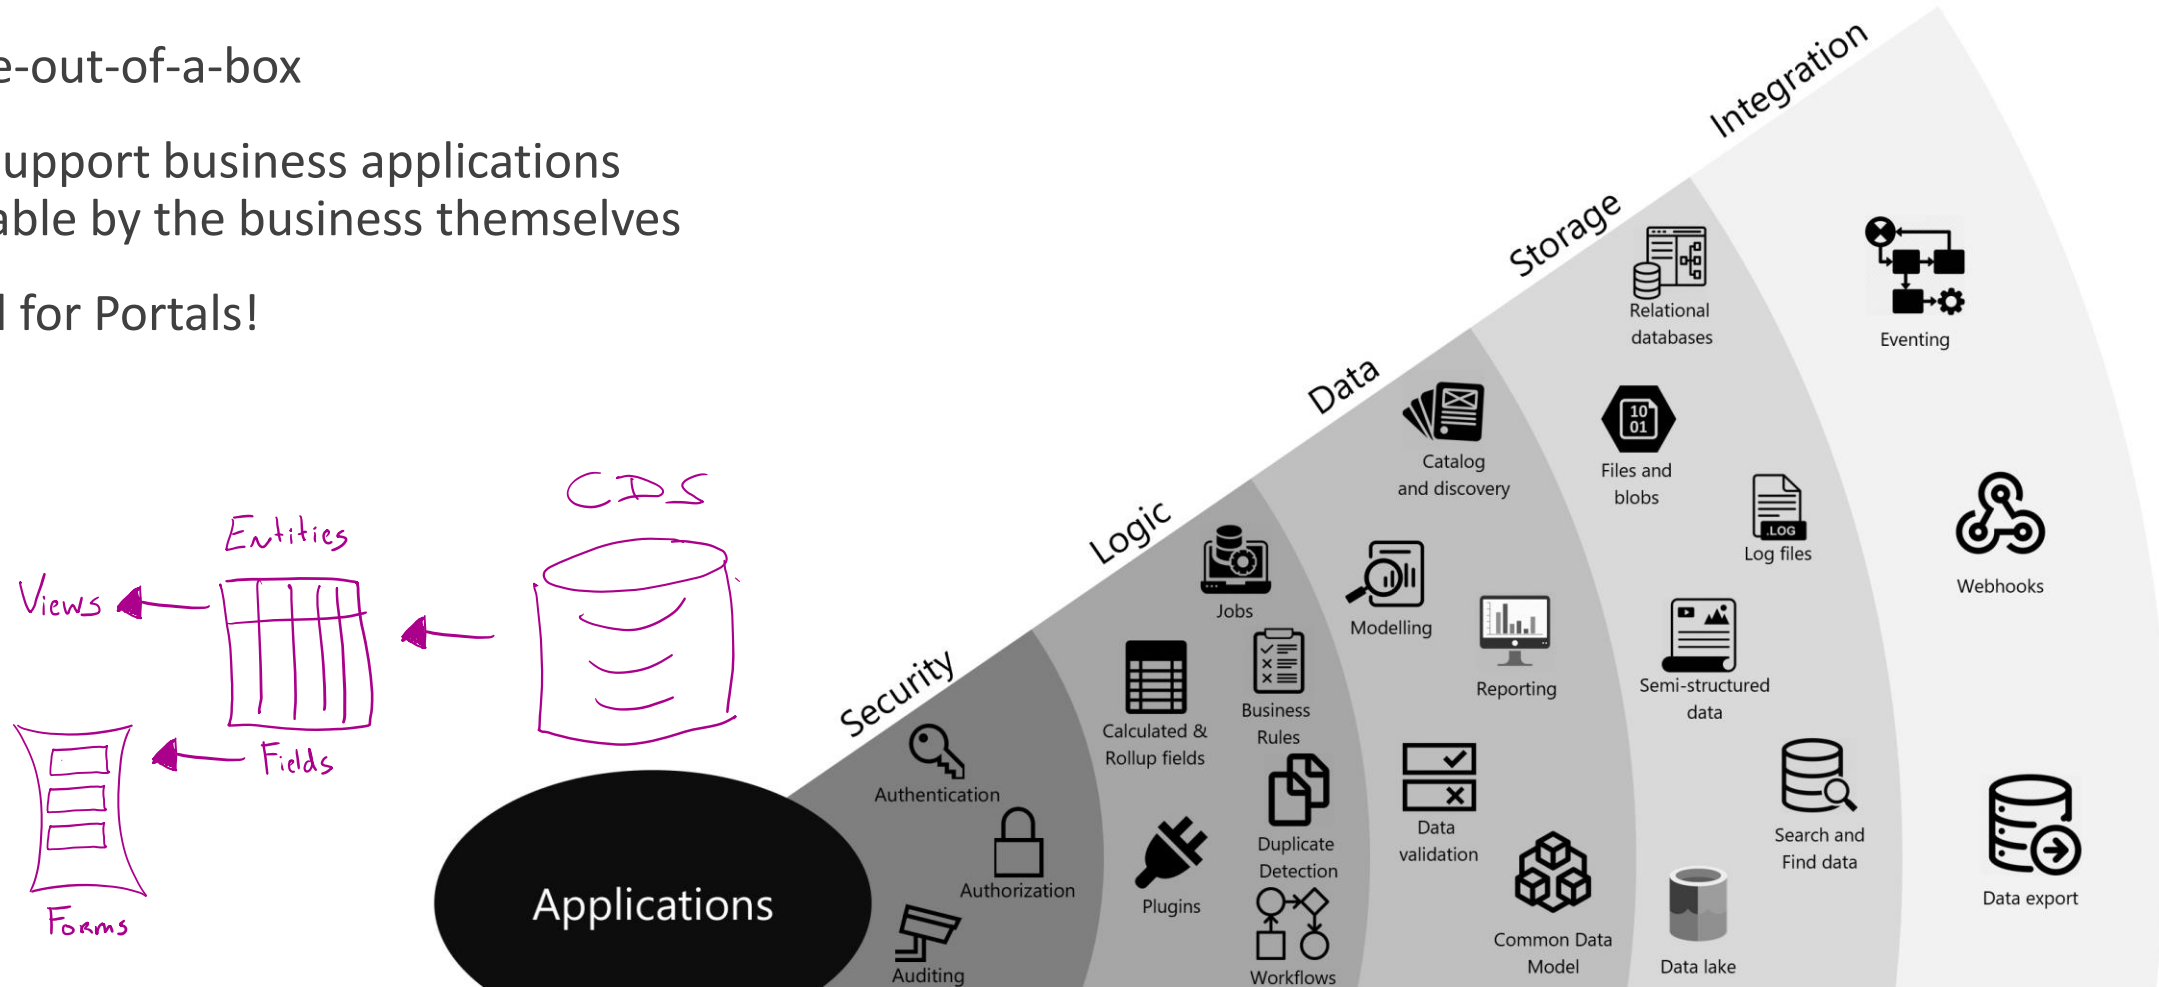 e-out-of-a-box
upport business applications
able by the business themselves
l for Portals!
CDS
Entities
Views
Fields
Forms
Applications
Security
Authentication
Authorization
Auditing
Logic
Jobs
Calculated &
Rollup fields
Business
Rules
Duplicate
Detection
Plugins
Workflows
Data
Catalog
and discovery
Modelling
Reporting
Data
validation
Common Data
Model
Storage
Relational
databases
10
01
Files and
blobs
.LOG
Log files
Semi-structured
data
Search and
Find data
Data lake
Integration
Eventing
Webhooks
Data export